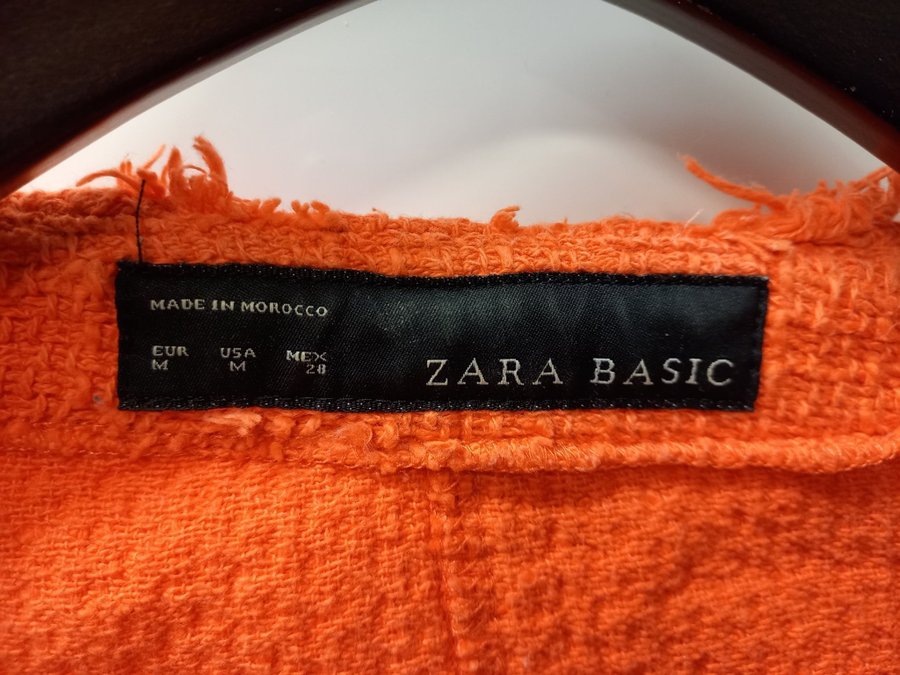 MADE IN MOROCCO
EUR USA MEX
M M 28
ZARA BASIC